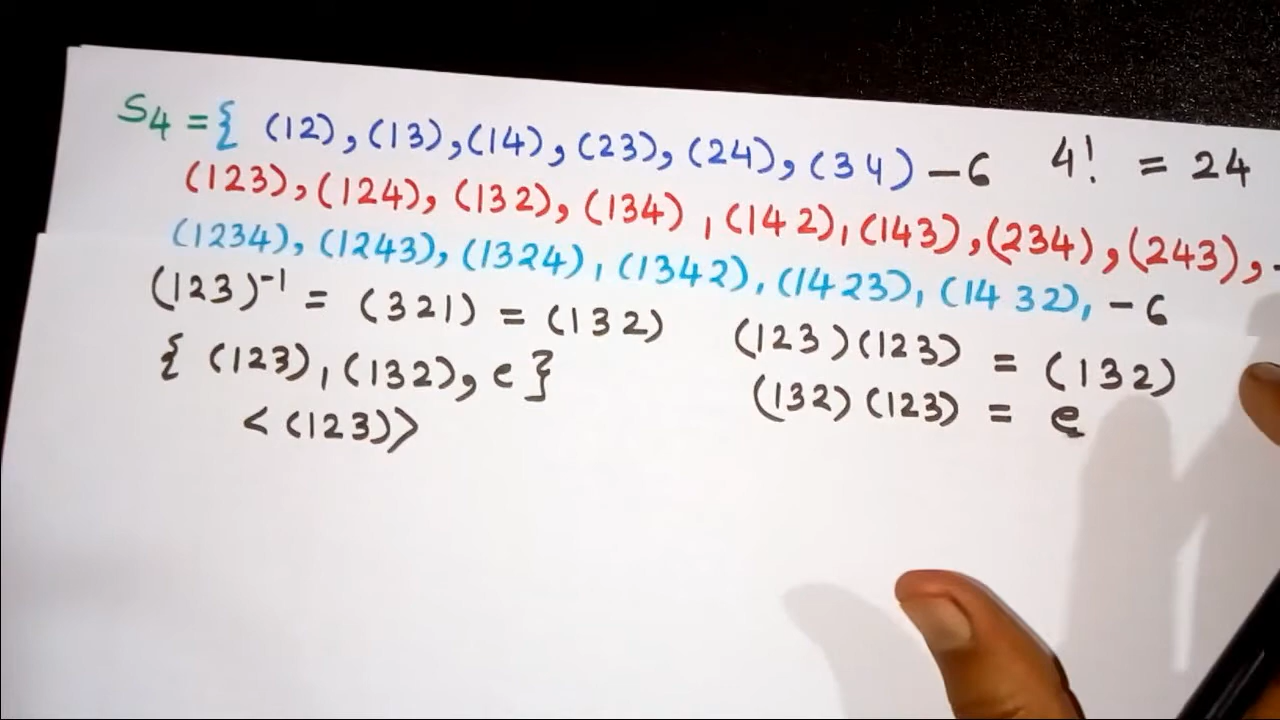 S4 = { (12), (13), (14), (23), (24), (34) - 6 4! = 24
(123), (124), (132), (134), (142), (143), (234), (243), -
(1234), (1243), (1324), (1342), (1423), (1432), - 6
(123)⁻¹ = (321) = (132)
(123)(123) = (132)
{ (123), (132), e }
(132)(123) = e
< (123)>